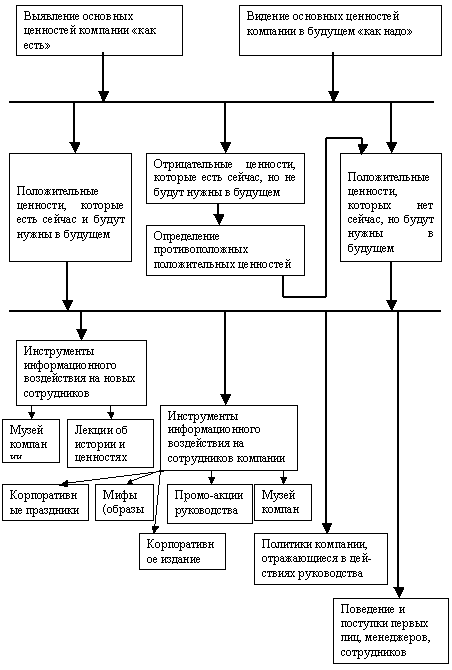 Выявление основных
ценностей компании «как
есть»
Видение основных ценностей
компании в будущем «как надо»
Положительные
ценности, которые
есть сейчас и будут
нужны в будущем
Отрицательные ценности,
которые есть сейчас, но не
будут нужны в будущем
Определение
противоположных
положительных ценностей
Положительные
ценности,
которых нет
сейчас, но будут
нужны в
будущем
Инструменты
информационного
воздействия на новых
сотрудников
Музей
компан
ии
Лекции об
истории и
ценностях
Инструменты
информационного
воздействия на
сотрудников компании
Корпоративн
ые праздники
Мифы
(образы
Промо-акции
руководства
Музей
компан
Корпоративн
ое издание
Политики компании,
отражающиеся в дей-
ствиях руководства
Поведение и
поступки первых
лиц, менеджеров,
сотрудников